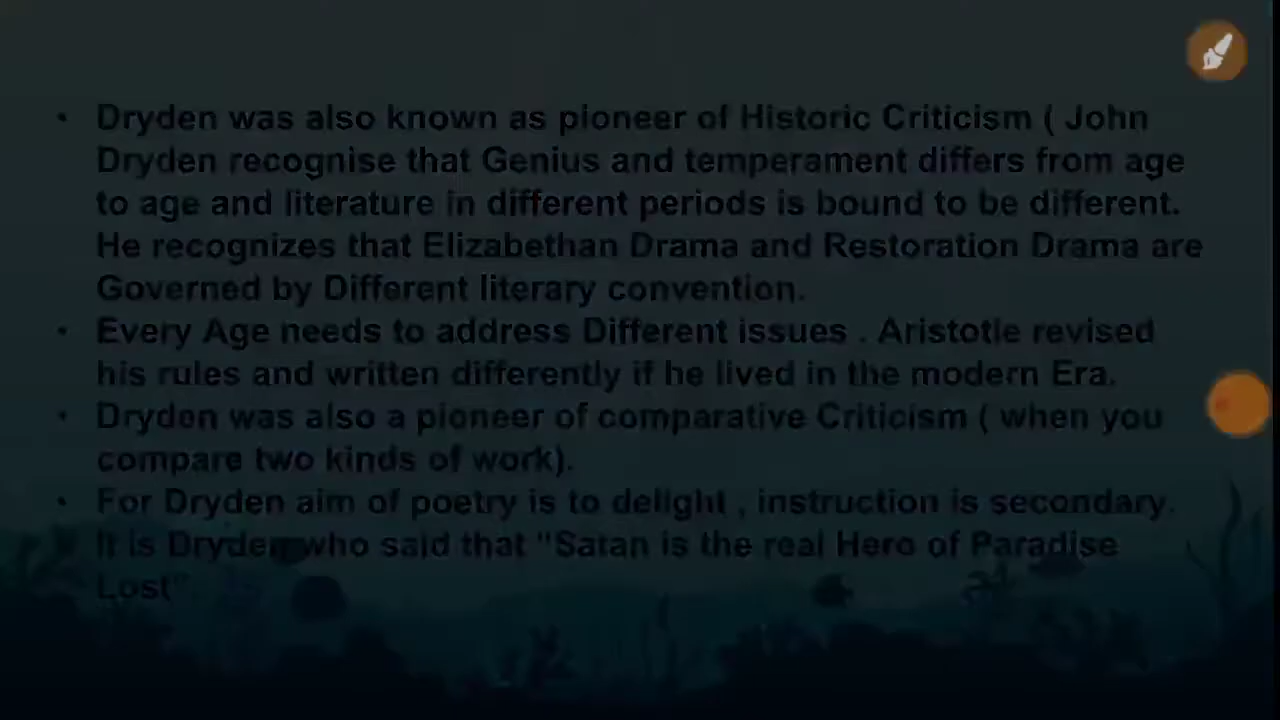 • Dryden was also known as pioneer of Historic Criticism ( John
Dryden recognise that Genius and temperament differs from age
to age and literature in different periods is bound to be different.
He recognizes that Elizabethan Drama and Restoration Drama are
Governed by Different literary convention.
• Every Age needs to address Different issues . Aristotle revised
his rules and written differently if he lived in the modern Era.
• Dryden was also a pioneer of comparative Criticism ( when you
compare two kinds of work).
• For Dryden aim of poetry is to delight , instruction is secondary.
It is Dryden who said that "Satan is the real Hero of Paradise
Lost"